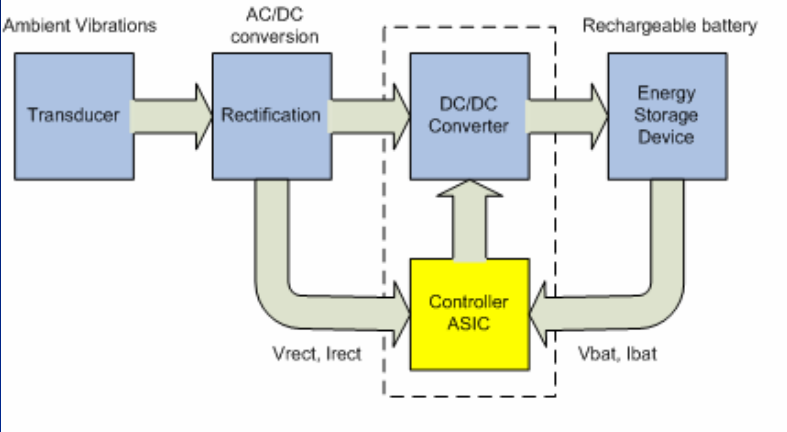 Ambient Vibrations
AC/DC
conversion
Rechargeable battery
Transducer
Rectification
DC/DC
Converter
Energy
Storage
Device
Controller
ASIC
Vrect, Irect
Vbat, Ibat